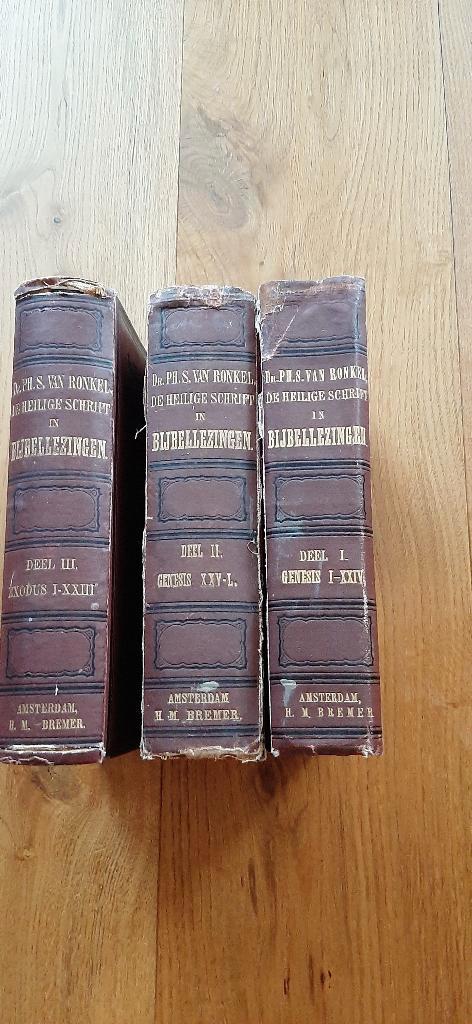 DR. PH. S. VAN RONKEL,
DE HEILIGE SCHRIFT
IN
BIJBELLEZINGEN.
DEEL III.
EXODUS I-XXIII
AMSTERDAM,
H. M. BREMER.
DR. PH. S. VAN RONKEL,
DE HEILIGE SCHRIFT
IN
BIJBELLEZINGEN.
DEEL II.
GENESIS XXV-L.
AMSTERDAM
H. M. BREMER,
DR. PH. S. VAN RONKEL
DE HEILIGE SCHRIFT
IN
BIJBELLEZINGEN
DEEL I.
GENESIS I-XXIV
AMSTERDAM,
H. M. BREMER